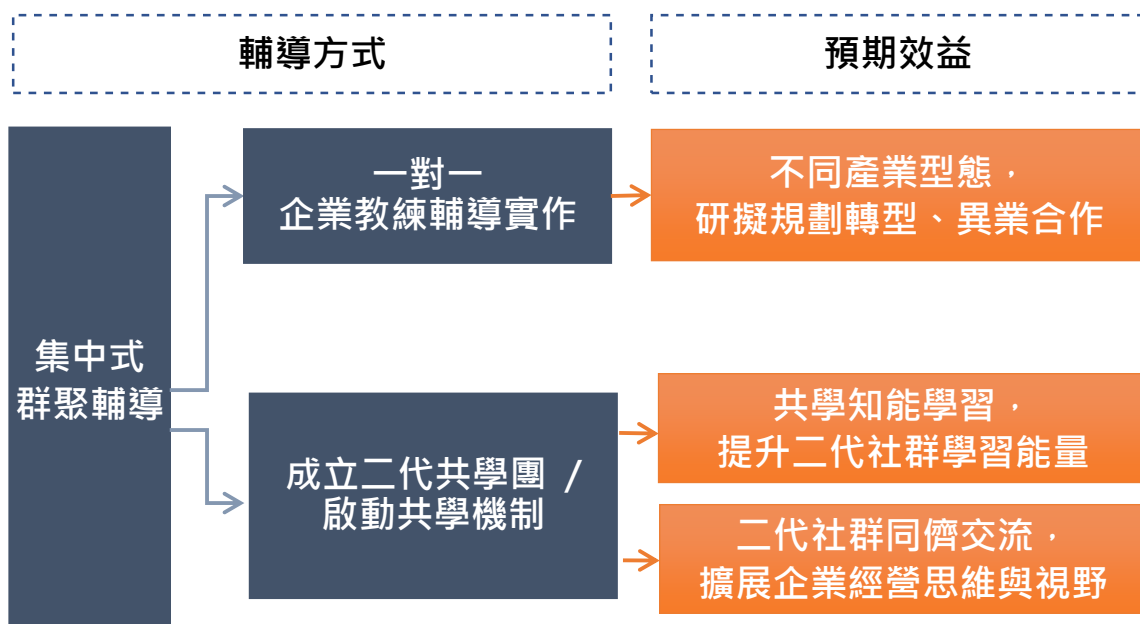 輔導方式
預期效益
集中式
群聚輔導
一對一
企業教練輔導實作
不同產業型態，
研擬規劃轉型、異業合作
成立二代共學團 /
啟動共學機制
共學知能學習，
提升二代社群學習能量
二代社群同儕交流，
擴展企業經營思維與視野